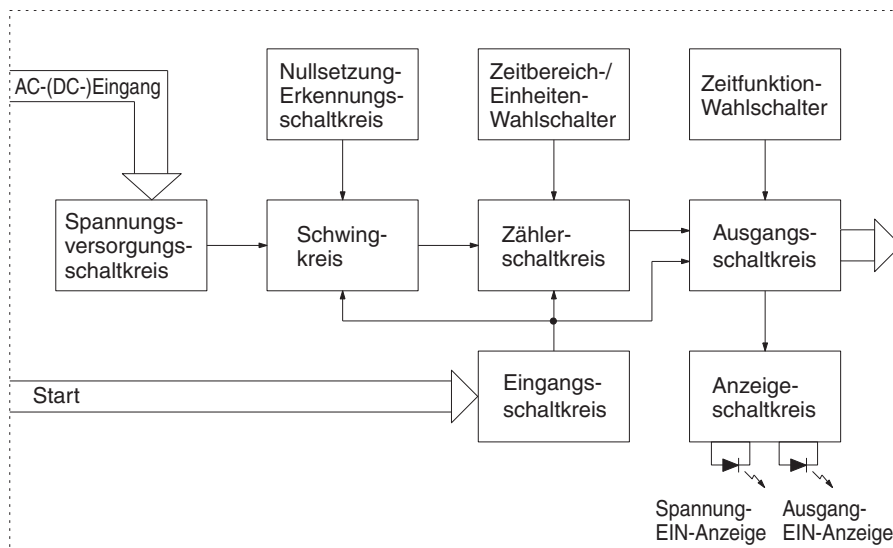 AC-(DC-)Eingang
Nullsetzung-
Erkennungs-
schaltkreis
Zeitbereich-/
Einheiten-
Wahlschalter
Zeitfunktion-
Wahlschalter
Spannungs-
versorgungs-
schaltkreis
Schwing-
kreis
Zähler-
schaltkreis
Ausgangs-
schaltkreis
Start
Eingangs-
schaltkreis
Anzeige-
schaltkreis
Spannung-
EIN-Anzeige
Ausgang-
EIN-Anzeige